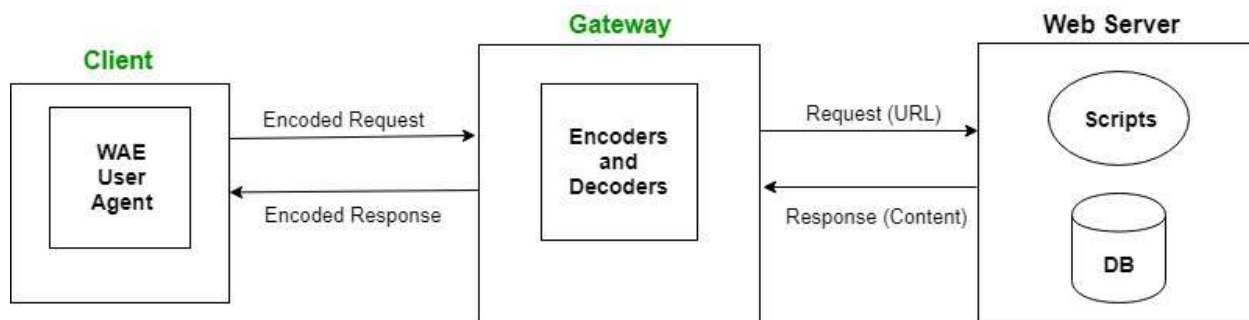 Client
WAE
User
Agent
Encoded Request
Encoded Response
Gateway
Encoders
and
Decoders
Request (URL)
Response (Content)
Web Server
Scripts
DB